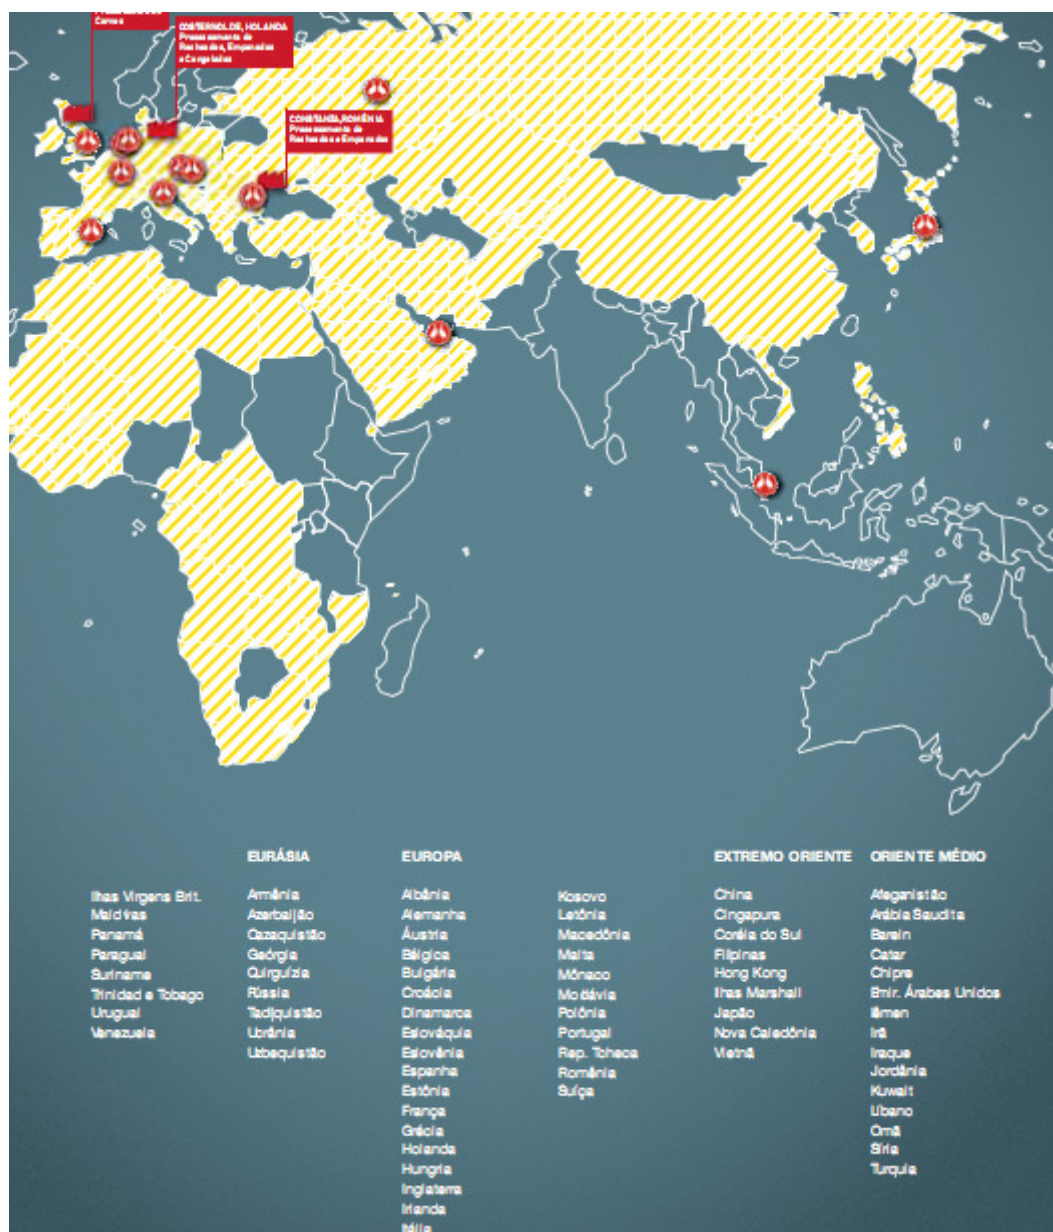 Carnes
OOSTERWOLDE, HOLANDA
Processamento de
Recheados, Empanados
e Congelados
CONSTANZA, ROMÊNIA
Processamento de
Recheados e Empanados
Ilhas Virgens Brit.
Maldivas
Panamá
Paraguai
Suriname
Trinidad e Tobago
Uruguai
Venezuela
EURÁSIA
Armênia
Azerbaijão
Cazaquistão
Geórgia
Quirguízia
Rússia
Tadjiquistão
Ucrânia
Uzbequistão
EUROPA
Albânia
Alemanha
Áustria
Bélgica
Bulgária
Croácia
Dinamarca
Eslováquia
Eslovênia
Espanha
Estônia
França
Grécia
Holanda
Hungria
Inglaterra
Irlanda
Itália
Kosovo
Letônia
Macedônia
Malta
Mônaco
Moldávia
Polônia
Portugal
Rep. Tcheca
Romênia
Suíça
EXTREMO ORIENTE
China
Cingapura
Coréia do Sul
Filipinas
Hong Kong
Ilhas Marshall
Japão
Nova Caledônia
Vietnã
ORIENTE MÉDIO
Afeganistão
Arábia Saudita
Barein
Catar
Chipre
Emir. Árabes Unidos
Iêmen
Irã
Iraque
Jordânia
Kuwait
Líbano
Omã
Síria
Turquia